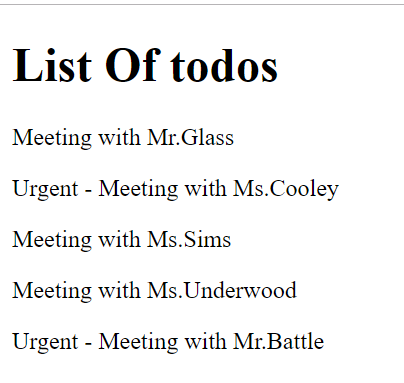 List Of todos
Meeting with Mr.Glass
Urgent - Meeting with Ms.Cooley
Meeting with Ms.Sims
Meeting with Ms.Underwood
Urgent - Meeting with Mr.Battle